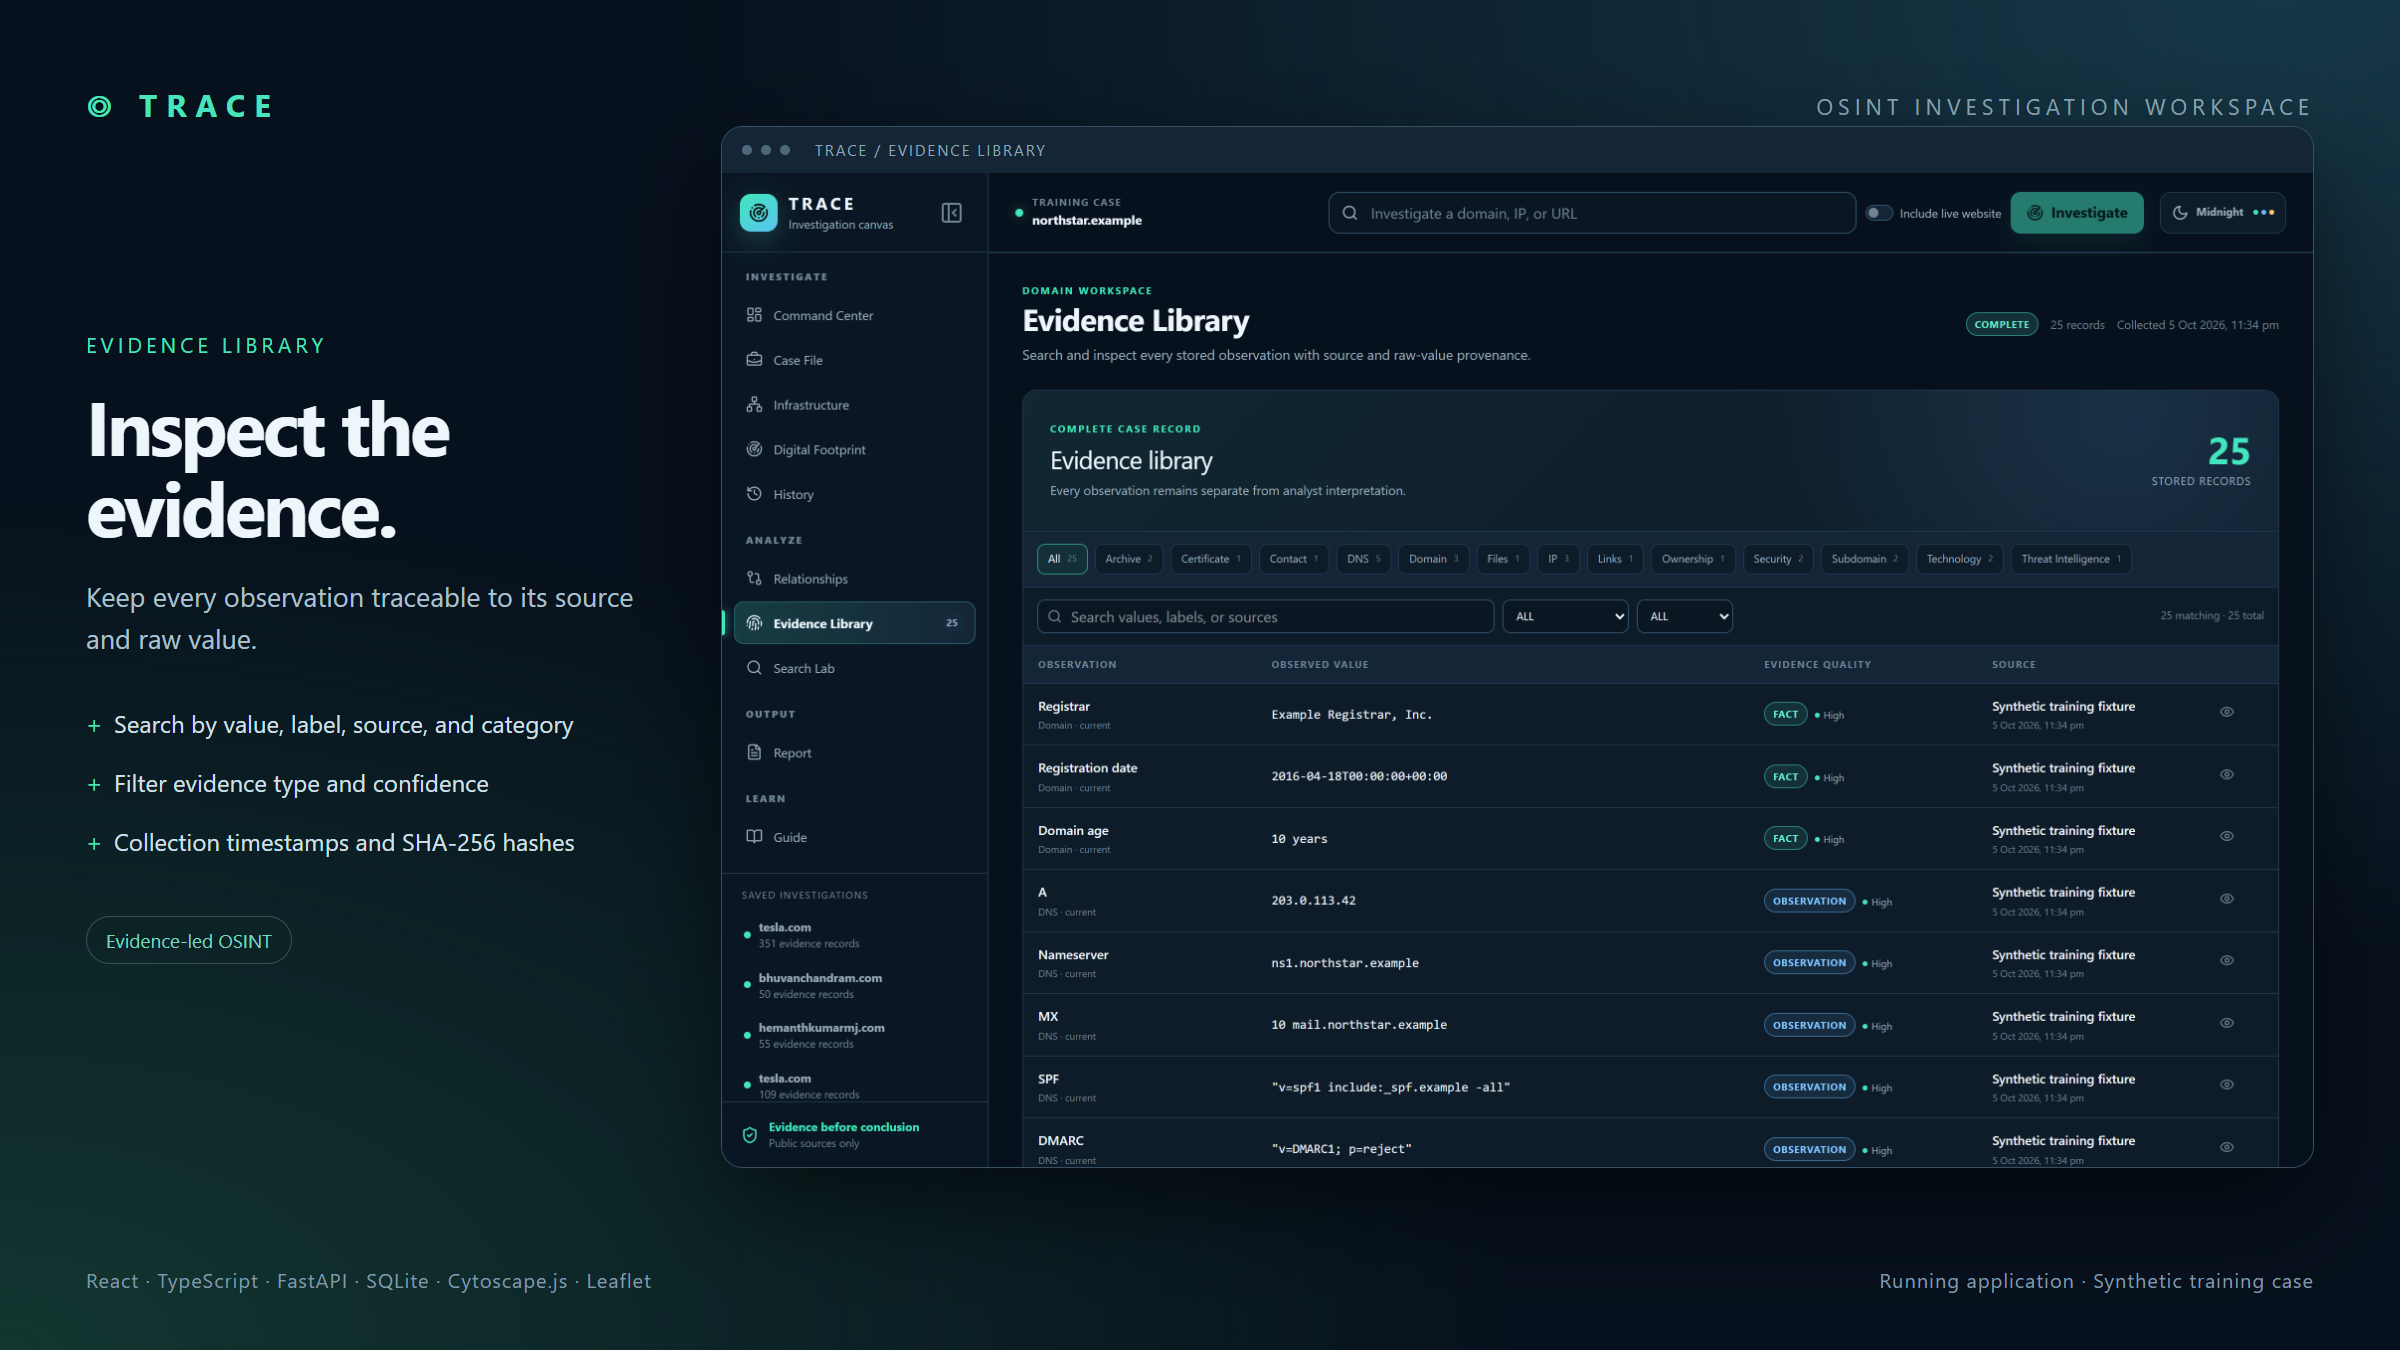 TRACE
OSINT INVESTIGATION WORKSPACE
EVIDENCE LIBRARY
Inspect the
evidence.
Keep every observation traceable to its source
and raw value.
+ Search by value, label, source, and category
+ Filter evidence type and confidence
+ Collection timestamps and SHA-256 hashes
Evidence-led OSINT
TRACE / EVIDENCE LIBRARY
TRACE
Investigation canvas
INVESTIGATE
Command Center
Case File
Infrastructure
Digital Footprint
History
ANALYZE
Relationships
Evidence Library 25
Search Lab
OUTPUT
Report
LEARN
Guide
SAVED INVESTIGATIONS
tesla.com
351 evidence records
bhuvanchandram.com
50 evidence records
hemanthkumarmj.com
55 evidence records
tesla.com
109 evidence records
Evidence before conclusion
Public sources only
TRAINING CASE
northstar.example
Investigate a domain, IP, or URL
Include live website
Investigate
Midnight
DOMAIN WORKSPACE
Evidence Library
Search and inspect every stored observation with source and raw-value provenance.
COMPLETE 25 records Collected 5 Oct 2026, 11:34 pm
COMPLETE CASE RECORD
Evidence library
Every observation remains separate from analyst interpretation.
25
STORED RECORDS
All 25 Archive 2 Certificate 1 Contact 1 DNS 5 Domain 3 Files 1 IP 3 Links 1 Ownership 1 Security 2 Subdomain 2 Technology 2 Threat Intelligence 1
Search values, labels, or sources ALL ALL 25 matching · 25 total
OBSERVATION OBSERVED VALUE EVIDENCE QUALITY SOURCE
Registrar Example Registrar, Inc. FACT High Synthetic training fixture
Domain · current 5 Oct 2026, 11:34 pm
Registration date 2016-04-18T00:00:00+00:00 FACT High Synthetic training fixture
Domain · current 5 Oct 2026, 11:34 pm
Domain age 10 years FACT High Synthetic training fixture
Domain · current 5 Oct 2026, 11:34 pm
A 203.0.113.42 OBSERVATION High Synthetic training fixture
DNS · current 5 Oct 2026, 11:34 pm
Nameserver ns1.northstar.example OBSERVATION High Synthetic training fixture
DNS · current 5 Oct 2026, 11:34 pm
MX 10 mail.northstar.example OBSERVATION High Synthetic training fixture
DNS · current 5 Oct 2026, 11:34 pm
SPF "v=spf1 include:_spf.example -all" OBSERVATION High Synthetic training fixture
DNS · current 5 Oct 2026, 11:34 pm
DMARC "v=DMARC1; p=reject" OBSERVATION High Synthetic training fixture
DNS · current 5 Oct 2026, 11:34 pm
React · TypeScript · FastAPI · SQLite · Cytoscape.js · Leaflet
Running application · Synthetic training case